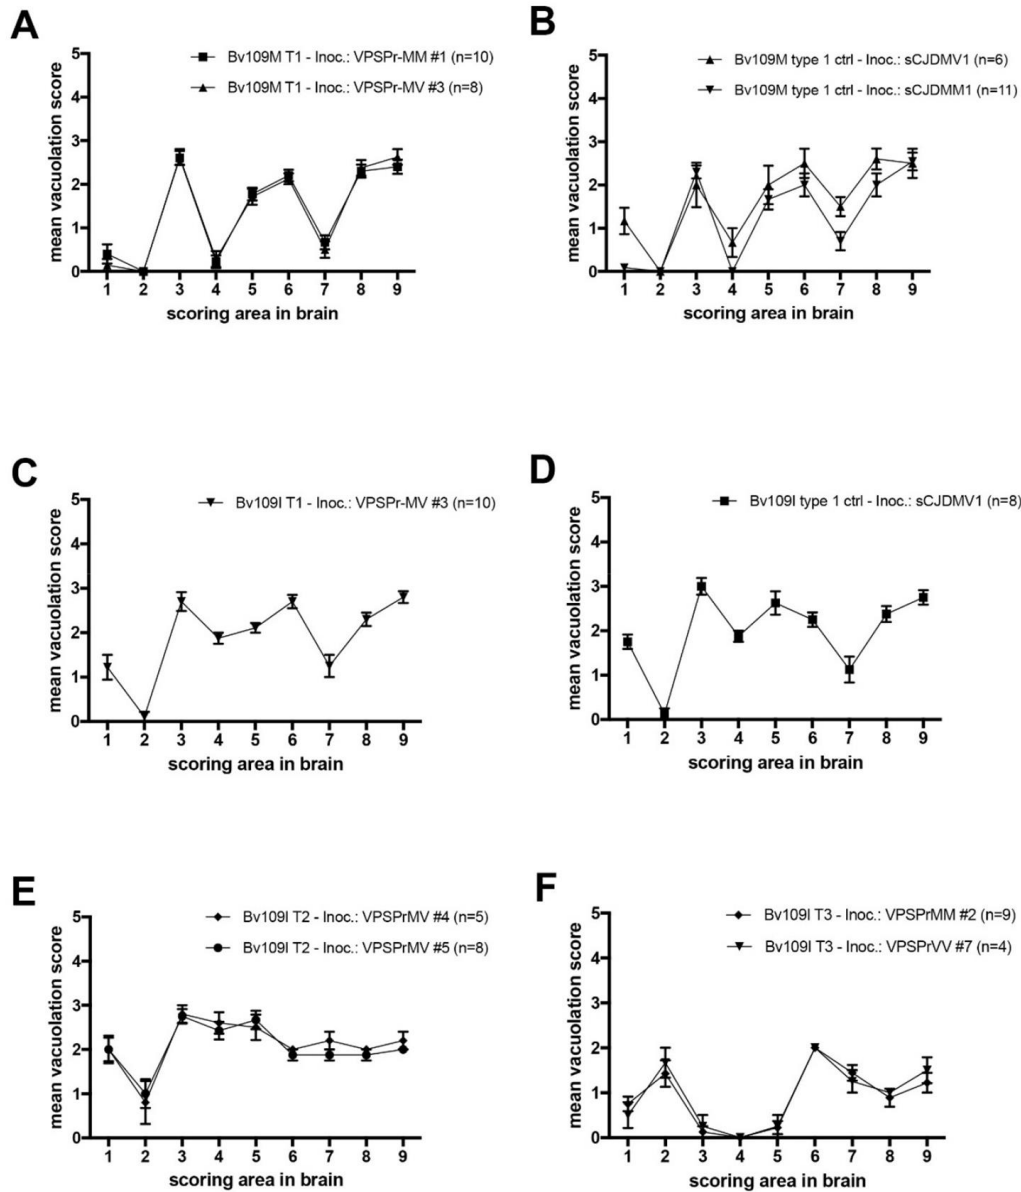 A
Bv109M T1 - Inoc.: VPSPr-MM #1 (n=10)
Bv109M T1 - Inoc.: VPSPr-MV #3 (n=8)
mean vacuolation score
5
4
3
2
1
0
1 2 3 4 5 6 7 8 9
scoring area in brain
B
Bv109M type 1 ctrl - Inoc.: sCJDMV1 (n=6)
Bv109M type 1 ctrl - Inoc.: sCJDMM1 (n=11)
mean vacuolation score
5
4
3
2
1
0
1 2 3 4 5 6 7 8 9
scoring area in brain
C
Bv109I T1 - Inoc.: VPSPr-MV #3 (n=10)
mean vacuolation score
5
4
3
2
1
0
1 2 3 4 5 6 7 8 9
scoring area in brain
D
Bv109I type 1 ctrl - Inoc.: sCJDMV1 (n=8)
mean vacuolation score
5
4
3
2
1
0
1 2 3 4 5 6 7 8 9
scoring area in brain
E
Bv109I T2 - Inoc.: VPSPrMV #4 (n=5)
Bv109I T2 - Inoc.: VPSPrMV #5 (n=8)
mean vacuolation score
5
4
3
2
1
0
1 2 3 4 5 6 7 8 9
scoring area in brain
F
Bv109I T3 - Inoc.: VPSPrMM #2 (n=9)
Bv109I T3 - Inoc.: VPSPrVV #7 (n=4)
mean vacuolation score
5
4
3
2
1
0
1 2 3 4 5 6 7 8 9
scoring area in brain